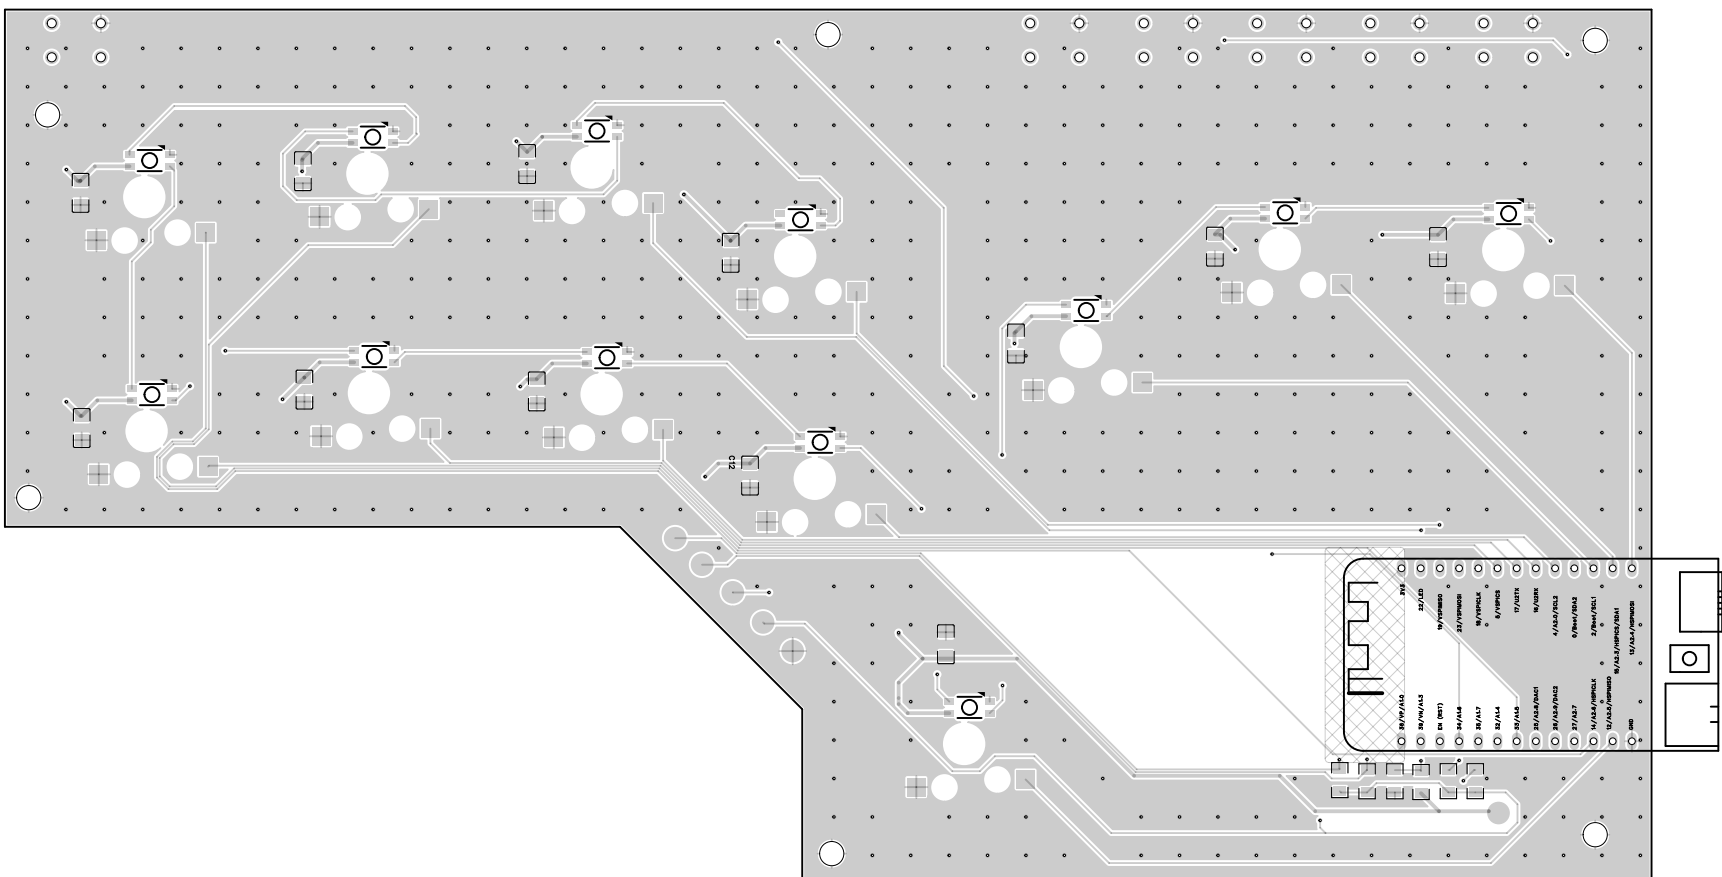 C12
3V3
22/LED
19/VSPIMISO
23/VSPIMOSI
18/VSPICLK
5/VSPICS
17/U2TX
16/U2RX
4/A2-0/SCL2
0/Boot/SDA2
2/Boot/SCL1
15/A2-3/HSPICS/SDA1
13/A2-4/HSPIMOSI
36/VP/A1.0
39/VN/A1.3
EN (RST)
34/A1.6
35/A1.7
32/A1.4
33/A1.5
25/A2-8/DAC1
26/A2-9/DAC2
27/A2-7
14/A2-6/HSPICLK
12/A2-5/HSPIMISO
GND